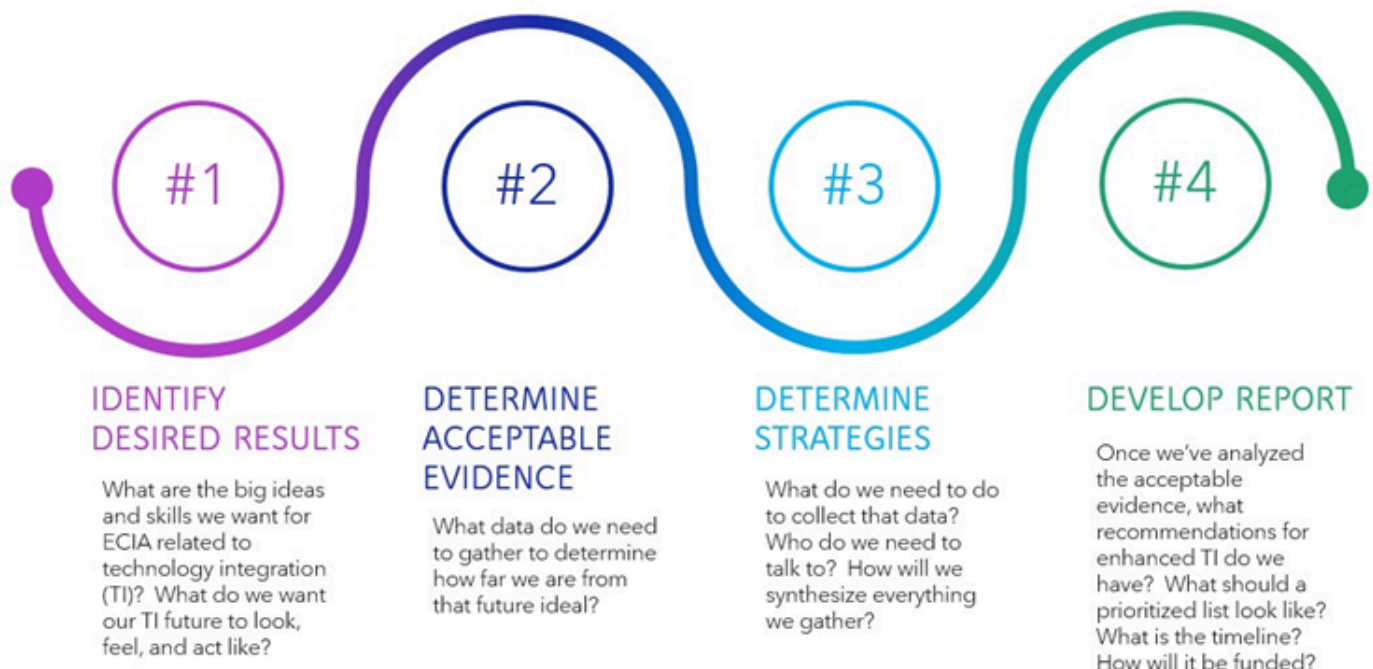 #1
#2
#3
#4
IDENTIFY
DESIRED RESULTS
What are the big ideas
and skills we want for
ECIA related to
technology integration
(TI)? What do we want
our TI future to look,
feel, and act like?
DETERMINE
ACCEPTABLE
EVIDENCE
What data do we need
to gather to determine
how far we are from
that future ideal?
DETERMINE
STRATEGIES
What do we need to do
to collect that data?
Who do we need to
talk to? How will we
synthesize everything
we gather?
DEVELOP REPORT
Once we've analyzed
the acceptable
evidence, what
recommendations for
enhanced TI do we
have? What should a
prioritized list look like?
What is the timeline?
How will it be funded?